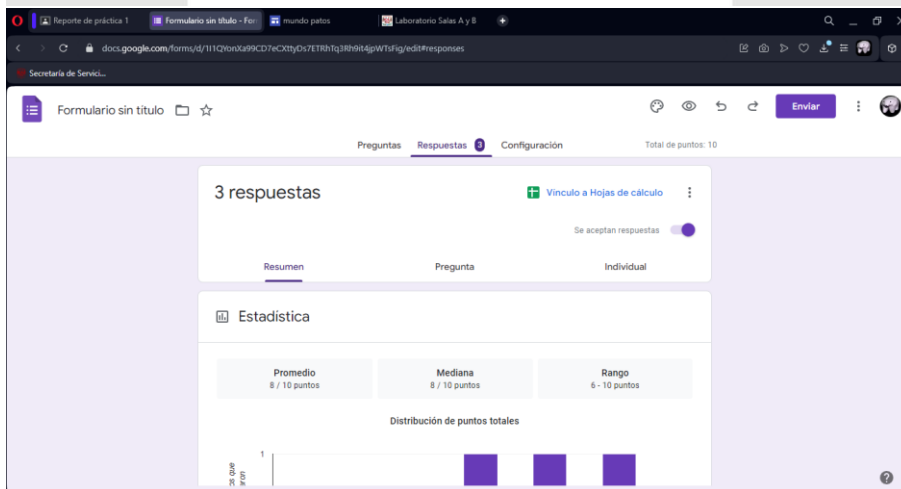 Reporte de práctica 1
Formulario sin título - For
mundo patos
Laboratorio Salas A y B
docs.google.com/forms/d/1I1QYonXa99CD7eCXttyDs7ETRhTq3Rh9it4jpWTsFig/edit#responses
Secretaría de Servici...
Formulario sin título
Enviar
Preguntas Respuestas 3 Configuración Total de puntos: 10
3 respuestas
Vínculo a Hojas de cálculo
Se aceptan respuestas
Resumen Pregunta Individual
Estadística
Promedio
8 / 10 puntos
Mediana
8 / 10 puntos
Rango
6 - 10 puntos
Distribución de puntos totales
1